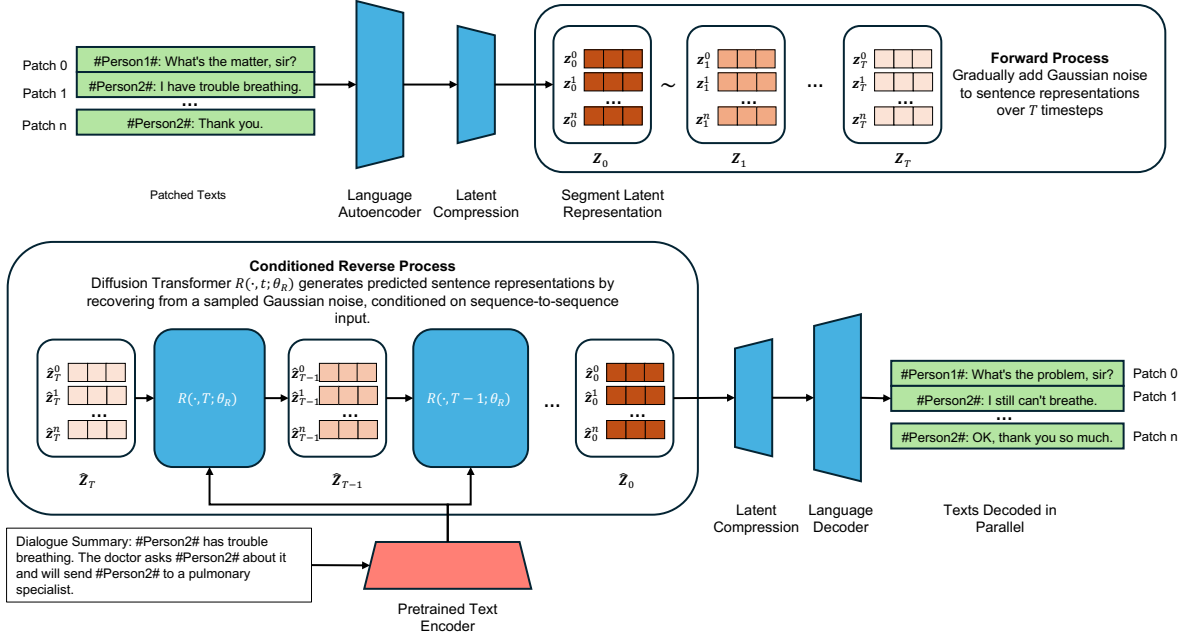 Patch 0
#Person1#: What's the matter, sir?
Patch 1
#Person2#: I have trouble breathing.
...
Patch n
#Person2#: Thank you.
Patched Texts
Language
Autoencoder
Latent
Compression
z_0^0
z_0^1
...
z_0^n
Z_0
~
z_1^0
z_1^1
...
z_1^n
Z_1
...
z_T^0
z_T^1
...
z_T^n
Z_T
Segment Latent
Representation
Forward Process
Gradually add Gaussian noise
to sentence representations
over T timesteps
Conditioned Reverse Process
Diffusion Transformer R(·,t;θ_R) generates predicted sentence representations by
recovering from a sampled Gaussian noise, conditioned on sequence-to-sequence
input.
ẑ_T^0
ẑ_T^1
...
ẑ_T^n
Ẑ_T
R(·,T;θ_R)
ẑ_{T−1}^0
ẑ_{T−1}^1
...
ẑ_{T−1}^n
Ẑ_{T−1}
R(·,T−1;θ_R)
...
ẑ_0^0
ẑ_0^1
...
ẑ_0^n
Ẑ_0
Latent
Compression
Language
Decoder
#Person1#: What's the problem, sir?
Patch 0
#Person2#: I still can't breathe.
Patch 1
...
#Person2#: OK, thank you so much.
Patch n
Texts Decoded in
Parallel
Dialogue Summary: #Person2# has trouble
breathing. The doctor asks #Person2# about it
and will send #Person2# to a pulmonary
specialist.
Pretrained Text
Encoder